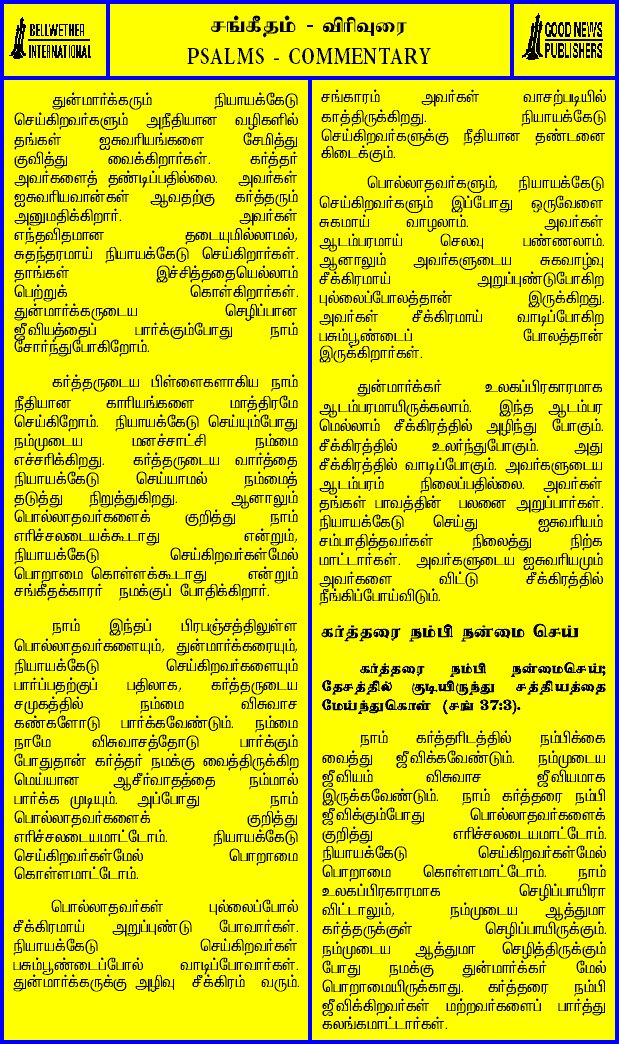 BELLWETHER
INTERNATIONAL
சங்கீதம் - விரிவுரை
PSALMS - COMMENTARY
GOOD NEWS
PUBLISHERS
துன்மார்க்கரும் நியாயக்கேடு
செய்கிறவர்களும் அநீதியான வழிகளில்
தங்கள் ஐசுவரியங்களை சேமித்து
குவித்து வைக்கிறார்கள். கர்த்தர்
அவர்களைத் தண்டிப்பதில்லை. அவர்கள்
ஐசுவரியவான்கள் ஆவதற்கு கர்த்தரும்
அனுமதிக்கிறார். அவர்கள்
எந்தவிதமான தடையுமில்லாமல்,
சுதந்தரமாய் நியாயக்கேடு செய்கிறார்கள்.
தாங்கள் இச்சித்ததையெல்லாம்
பெற்றுக் கொள்கிறார்கள்.
துன்மார்க்கருடைய செழிப்பான
ஜீவியத்தைப் பார்க்கும்போது நாம்
சோர்ந்துபோகிறோம்.
கர்த்தருடைய பிள்ளைகளாகிய நாம்
நீதியான காரியங்களை மாத்திரமே
செய்கிறோம். நியாயக்கேடு செய்யும்போது
நம்முடைய மனச்சாட்சி நம்மை
எச்சரிக்கிறது. கர்த்தருடைய வார்த்தை
நியாயக்கேடு செய்யாமல் நம்மைத்
தடுத்து நிறுத்துகிறது. ஆனாலும்
பொல்லாதவர்களைக் குறித்து நாம்
எரிச்சலடையக்கூடாது என்றும்,
நியாயக்கேடு செய்கிறவர்கள்மேல்
பொறாமை கொள்ளக்கூடாது என்றும்
சங்கீதக்காரர் நமக்குப் போதிக்கிறார்.
நாம் இந்தப் பிரபஞ்சத்திலுள்ள
பொல்லாதவர்களையும், துன்மார்க்கரையும்,
நியாயக்கேடு செய்கிறவர்களையும்
பார்ப்பதற்குப் பதிலாக, கர்த்தருடைய
சமுகத்தில் நம்மை விசுவாச
கண்களோடு பார்க்கவேண்டும். நம்மை
நாமே விசுவாசத்தோடு பார்க்கும்
போதுதான் கர்த்தர் நமக்கு வைத்திருக்கிற
மெய்யான ஆசீர்வாதத்தை நம்மால்
பார்க்க முடியும். அப்போது நாம்
பொல்லாதவர்களைக் குறித்து
எரிச்சலடையமாட்டோம். நியாயக்கேடு
செய்கிறவர்கள்மேல் பொறாமை
கொள்ளமாட்டோம்.
பொல்லாதவர்கள் புல்லைப்போல்
சீக்கிரமாய் அறுப்புண்டு போவார்கள்.
நியாயக்கேடு செய்கிறவர்கள்
பசும்பூண்டைப்போல் வாடிப்போவார்கள்.
துன்மார்க்கருக்கு அழிவு சீக்கிரம் வரும்.
சங்காரம் அவர்கள் வாசற்படியில்
காத்திருக்கிறது. நியாயக்கேடு
செய்கிறவர்களுக்கு நீதியான தண்டனை
கிடைக்கும்.
பொல்லாதவர்களும், நியாயக்கேடு
செய்கிறவர்களும் இப்போது ஒருவேளை
சுகமாய் வாழலாம். அவர்கள்
ஆடம்பரமாய் செலவு பண்ணலாம்.
ஆனாலும் அவர்களுடைய சுகவாழ்வு
சீக்கிரமாய் அறுப்புண்டுபோகிற
புல்லைப்போலத்தான் இருக்கிறது.
அவர்கள் சீக்கிரமாய் வாடிப்போகிற
பசும்பூண்டைப் போலத்தான்
இருக்கிறார்கள்.
துன்மார்க்கர் உலகப்பிரகாரமாக
ஆடம்பரமாயிருக்கலாம். இந்த ஆடம்பர
மெல்லாம் சீக்கிரத்தில் அழிந்து போகும்.
சீக்கிரத்தில் உலர்ந்துபோகும். அது
சீக்கிரத்தில் வாடிப்போகும். அவர்களுடைய
ஆடம்பரம் நிலைப்பதில்லை. அவர்கள்
தங்கள் பாவத்தின் பலனை அறுப்பார்கள்.
நியாயக்கேடு செய்து ஐசுவரியம்
சம்பாதித்தவர்கள் நிலைத்து நிற்க
மாட்டார்கள். அவர்களுடைய ஐசுவரியமும்
அவர்களை விட்டு சீக்கிரத்தில்
நீங்கிப்போய்விடும்.
கர்த்தரை நம்பி நன்மை செய்
கர்த்தரை நம்பி நன்மைசெய்;
தேசத்தில் குடியிருந்து சத்தியத்தை
மேய்ந்துகொள் (சங் 37:3).
நாம் கர்த்தரிடத்தில் நம்பிக்கை
வைத்து ஜீவிக்கவேண்டும். நம்முடைய
ஜீவியம் விசுவாச ஜீவியமாக
இருக்கவேண்டும். நாம் கர்த்தரை நம்பி
ஜீவிக்கும்போது பொல்லாதவர்களைக்
குறித்து எரிச்சலடையமாட்டோம்.
நியாயக்கேடு செய்கிறவர்கள்மேல்
பொறாமை கொள்ளமாட்டோம். நாம்
உலகப்பிரகாரமாக செழிப்பாயிரா
விட்டாலும், நம்முடைய ஆத்துமா
கர்த்தருக்குள் செழிப்பாயிருக்கும்.
நம்முடைய ஆத்துமா செழித்திருக்கும்
போது நமக்கு துன்மார்க்கர் மேல்
பொறாமையிருக்காது. கர்த்தரை நம்பி
ஜீவிக்கிறவர்கள் மற்றவர்களைப் பார்த்து
கலங்கமாட்டார்கள்.